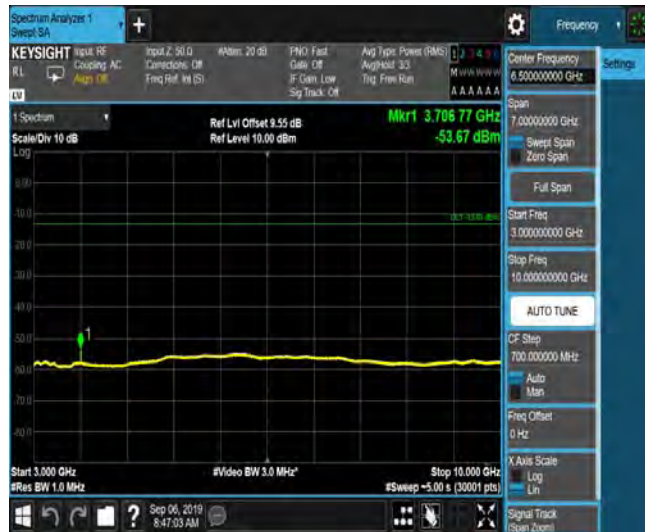 Spectrum Analyzer 1
Swept SA
Frequency
KEYSIGHT
Input: RF
Coupling: AC
Align: Off
Input Z: 50 Ω
Corrections: Off
Freq Ref: Int (S)
#Atten: 20 dB
PNO: Fast
Gate: Off
IF Gain: Low
Sig Track: Off
Avg Type: Power (RMS)
Avg|Hold: 3/3
Trig: Free Run
1 2 3 4 5 6
M W W W W W
A A A A A A
RL
LV
1 Spectrum
Scale/Div 10 dB
Log
Ref Lvl Offset 9.55 dB
Ref Level 10.00 dBm
Mkr1 3.706 77 GHz
-53.67 dBm
0.00
-10.0
-20.0
-30.0
-40.0
-50.0
-60.0
-70.0
-80.0
1
Start 3.000 GHz
#Res BW 1.0 MHz
#Video BW 3.0 MHz*
Stop 10.000 GHz
#Sweep ~5.00 s (30001 pts)
Sep 06, 2019
8:47:03 AM
?
Center Frequency
6.500000000 GHz
Settings
Span
7.00000000 GHz
Swept Span
Zero Span
Full Span
Start Freq
3.000000000 GHz
Stop Freq
10.000000000 GHz
AUTO TUNE
CF Step
700.000000 MHz
Auto
Man
Freq Offset
0 Hz
X Axis Scale
Log
Lin
Signal Track
(Span Zoom)